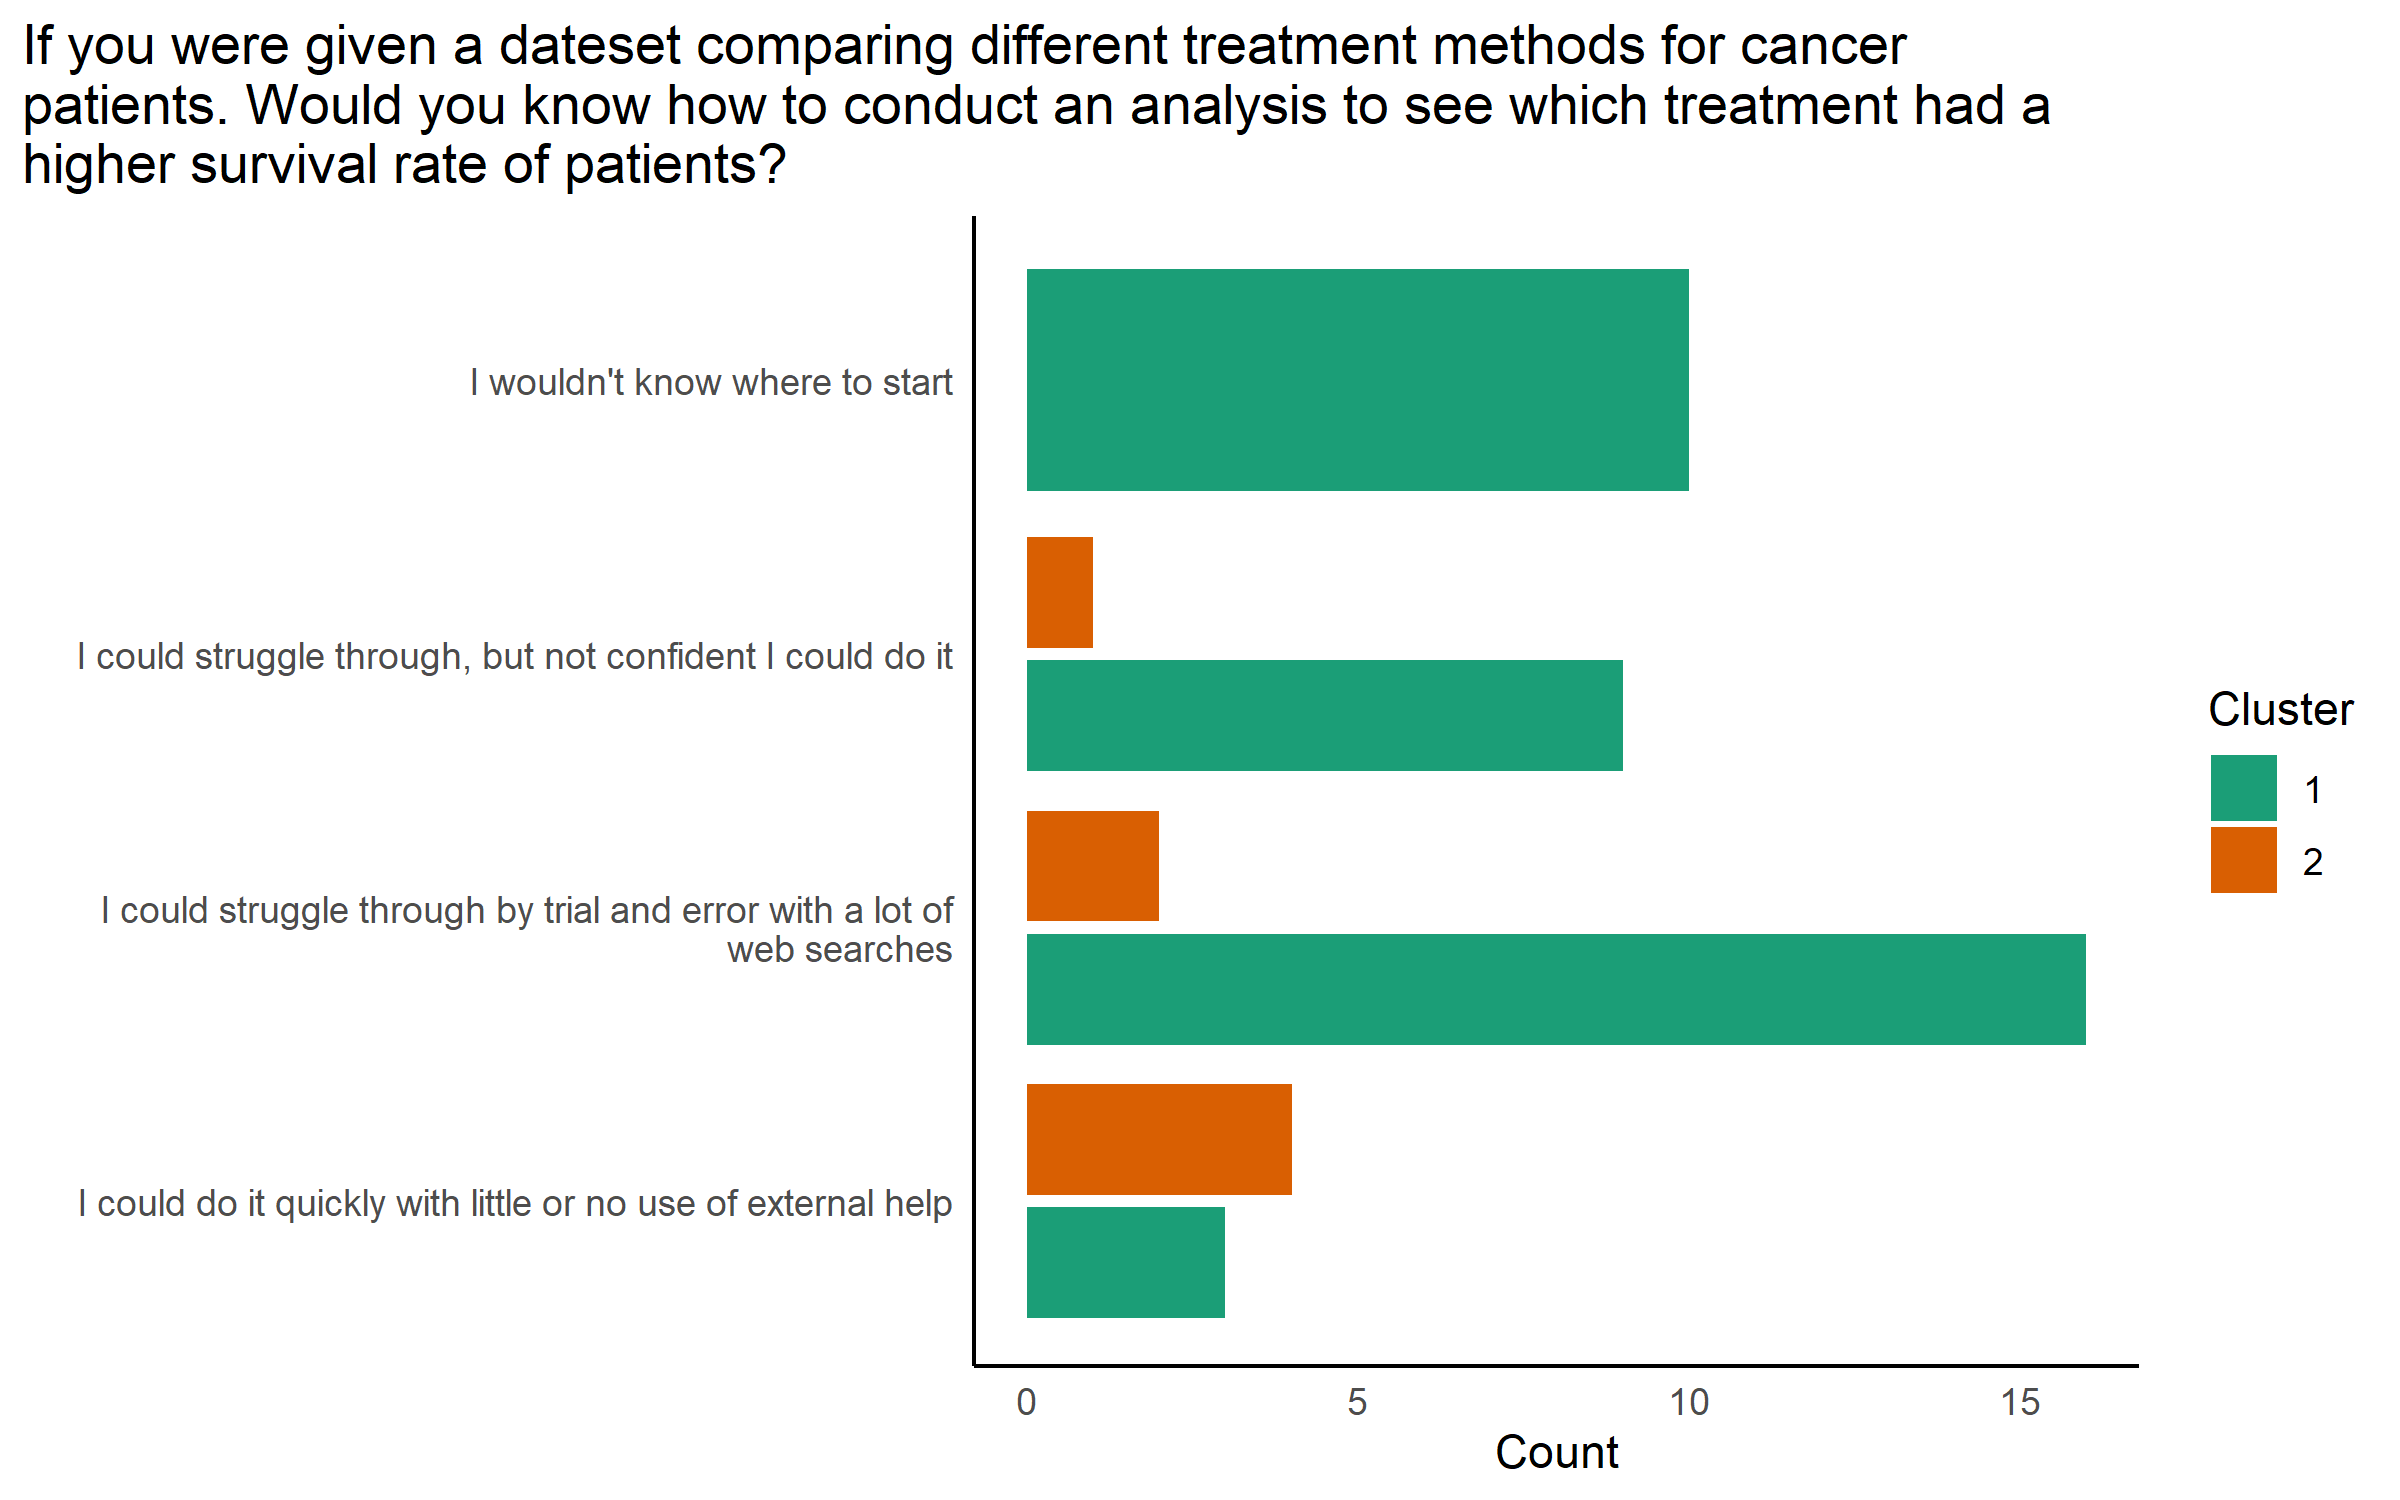 If you were given a dateset comparing different treatment methods for cancer
patients. Would you know how to conduct an analysis to see which treatment had a
higher survival rate of patients?
I wouldn't know where to start
I could struggle through, but not confident I could do it
I could struggle through by trial and error with a lot of
web searches
I could do it quickly with little or no use of external help
Cluster
1
2
0 5 10 15
Count